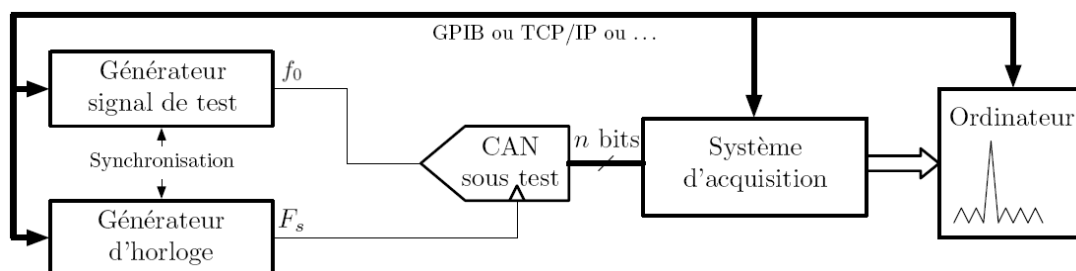 GPIB ou TCP/IP ou ...
Générateur
signal de test
f₀
Synchronisation
Générateur
d'horloge
Fₛ
CAN
sous test
n bits
Système
d'acquisition
Ordinateur